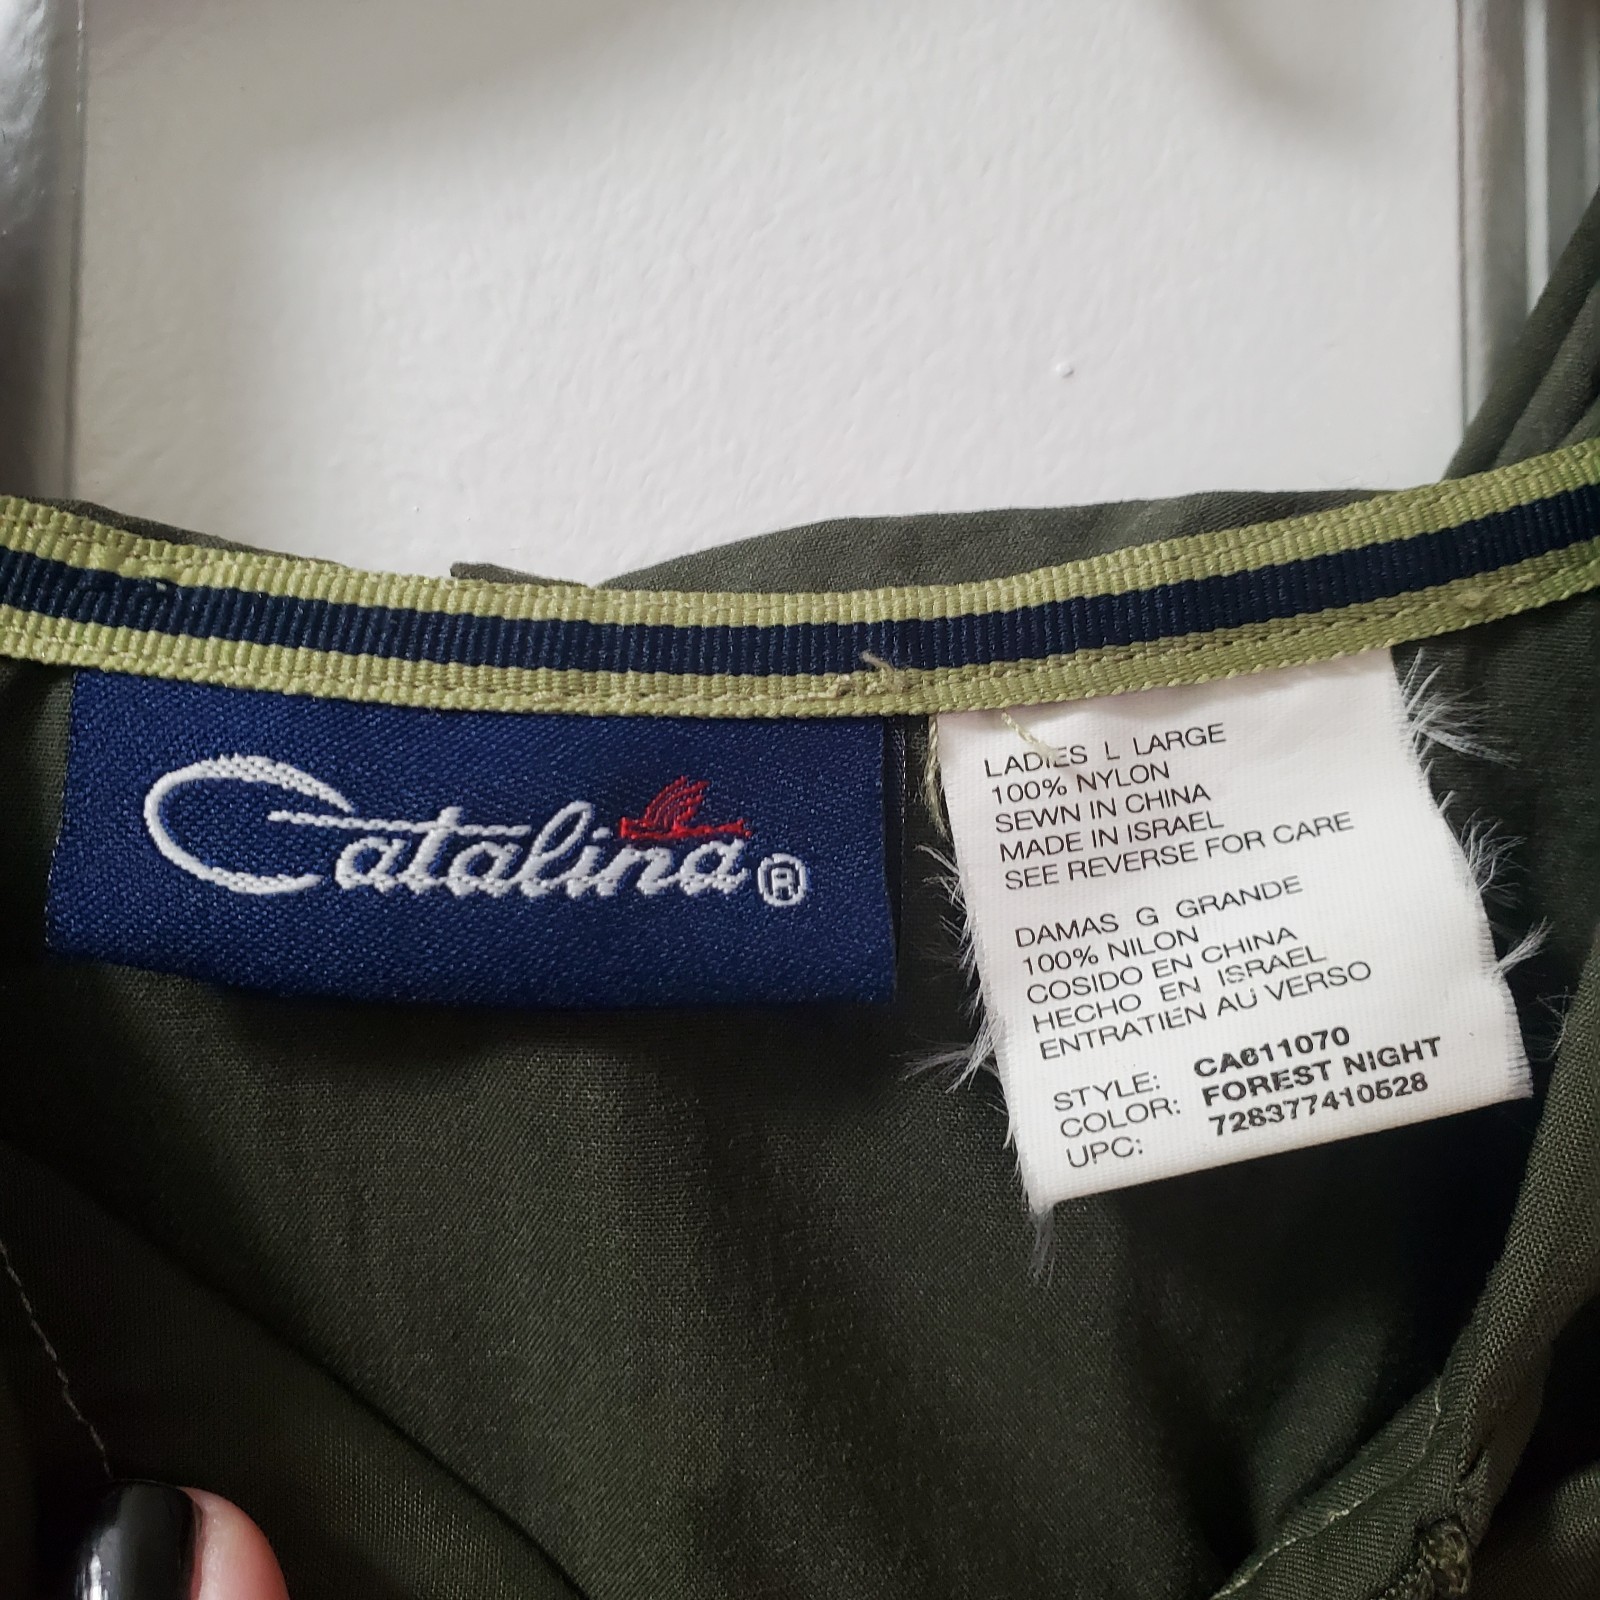 Catalina ®
LADIES L LARGE
100% NYLON
SEWN IN CHINA
MADE IN ISRAEL
SEE REVERSE FOR CARE
DAMAS G GRANDE
100% NILON
COSIDO EN CHINA
HECHO EN ISRAEL
ENTRATIEN AU VERSO
STYLE: CA611070
COLOR: FOREST NIGHT
UPC: 728377410528